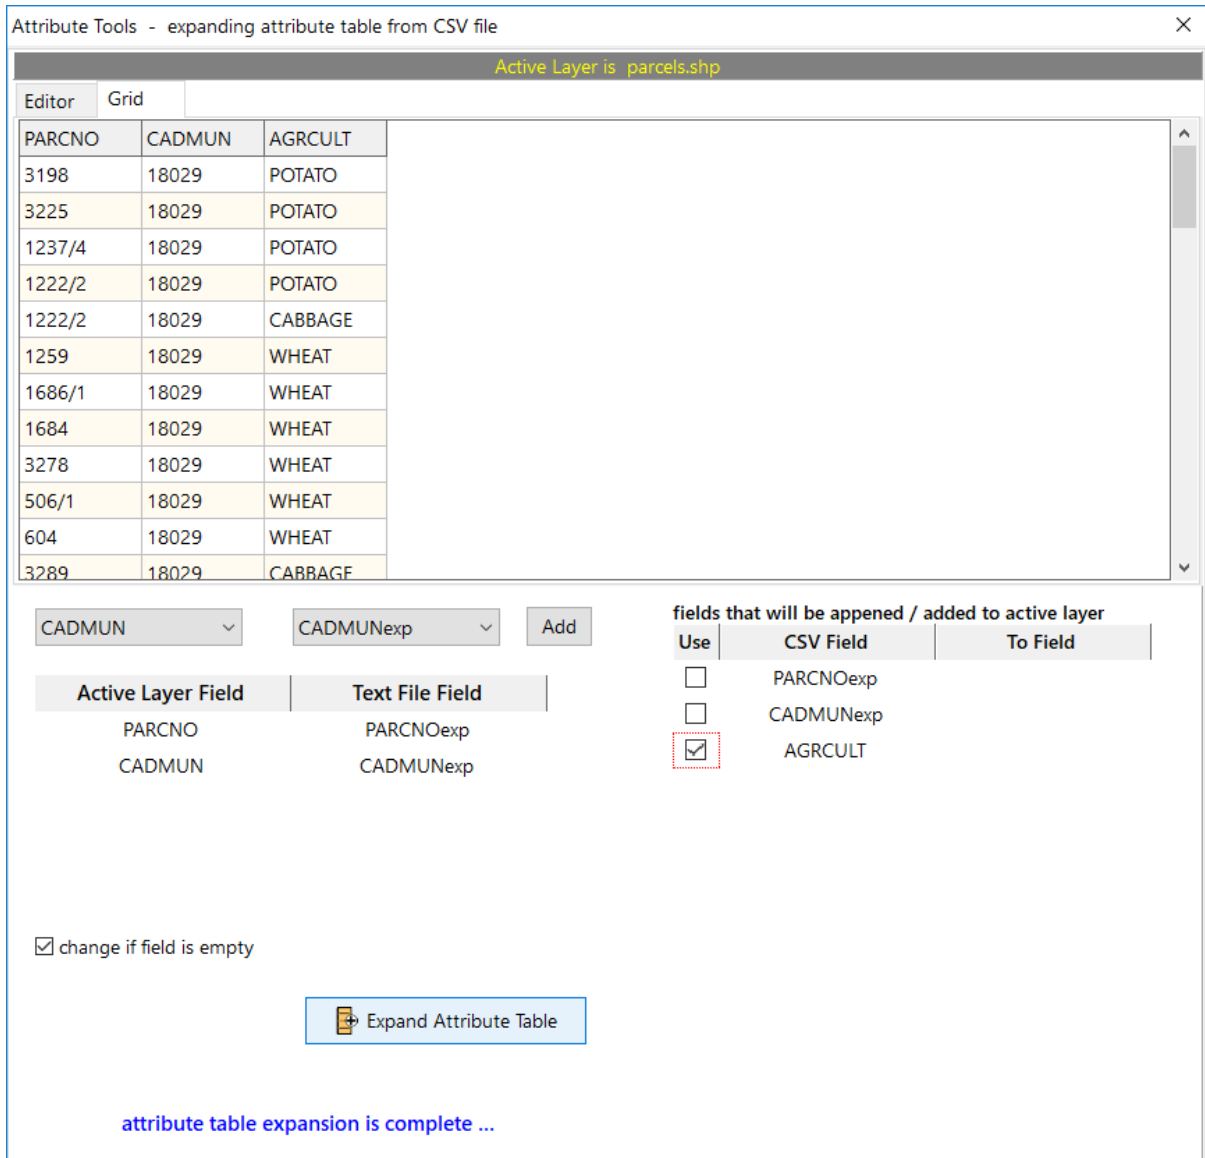 Attribute Tools - expanding attribute table from CSV file
Active Layer is parcels.shp
Editor Grid
PARCNO CADMUN AGRCULT
3198 18029 POTATO
3225 18029 POTATO
1237/4 18029 POTATO
1222/2 18029 POTATO
1222/2 18029 CABBAGE
1259 18029 WHEAT
1686/1 18029 WHEAT
1684 18029 WHEAT
3278 18029 WHEAT
506/1 18029 WHEAT
604 18029 WHEAT
3289 18029 CABBAGE
CADMUN CADMUNexp Add
Active Layer Field Text File Field
PARCNO PARCNOexp
CADMUN CADMUNexp
fields that will be appened / added to active layer
Use CSV Field To Field
PARCNOexp
CADMUNexp
AGRCULT
change if field is empty
Expand Attribute Table
attribute table expansion is complete ...